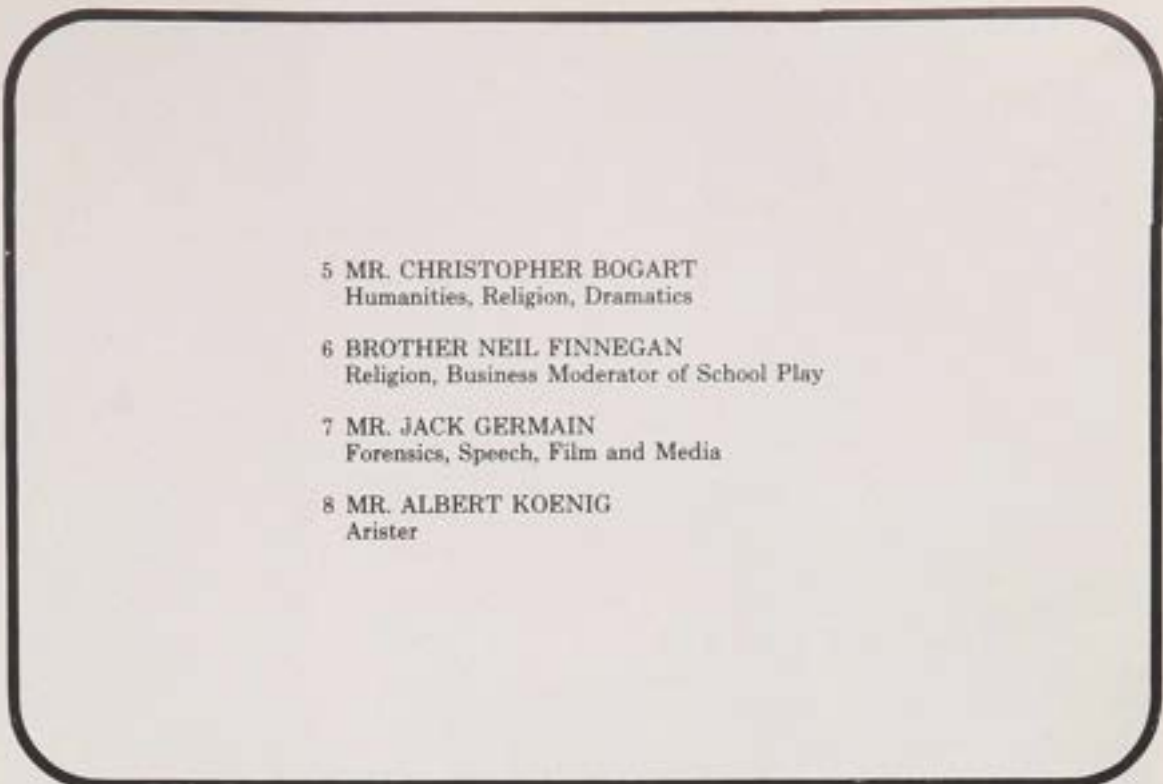 5 MR. CHRISTOPHER BOGART
Humanities, Religion, Dramatics
6 BROTHER NEIL FINNEGAN
Religion, Business Moderator of School Play
7 MR. JACK GERMAIN
Forensics, Speech, Film and Media
8 MR. ALBERT KOENIG
Arister